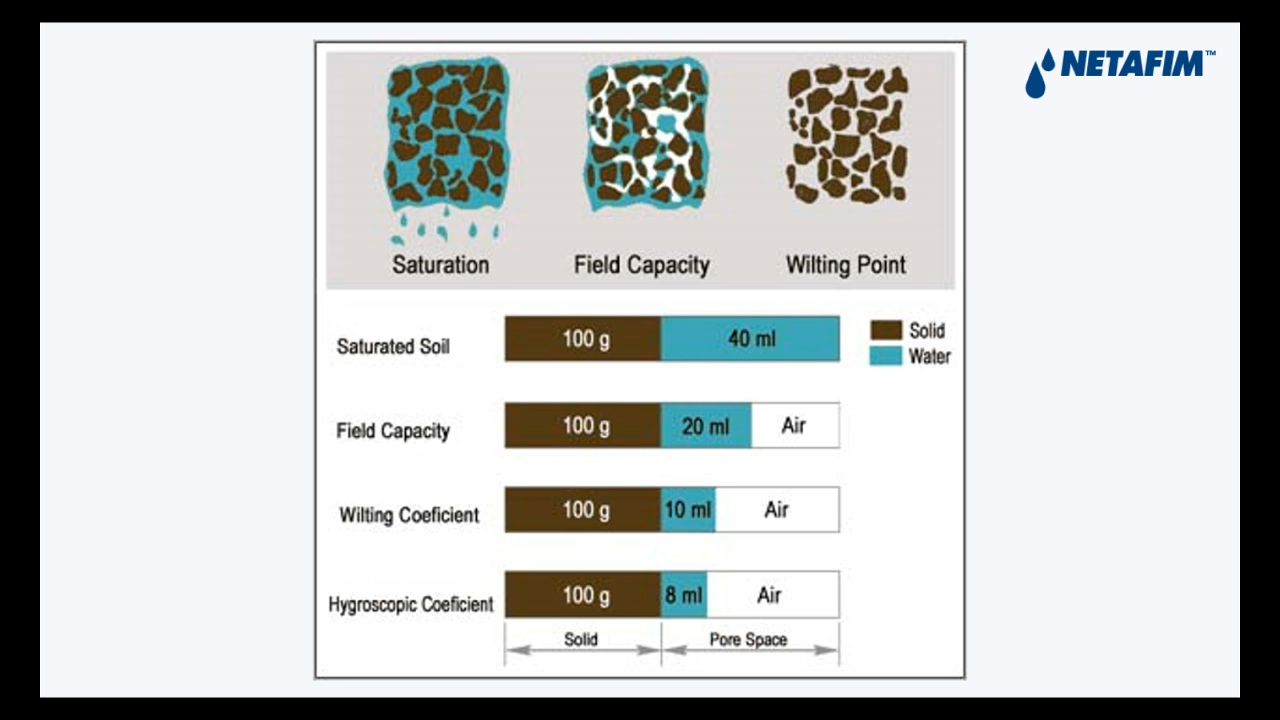 NETAFIM™
Saturation Field Capacity Wilting Point
Saturated Soil 100 g 40 ml
Solid
Water
Field Capacity 100 g 20 ml Air
Wilting Coeficient 100 g 10 ml Air
Hygroscopic Coeficient 100 g 8 ml Air
Solid Pore Space